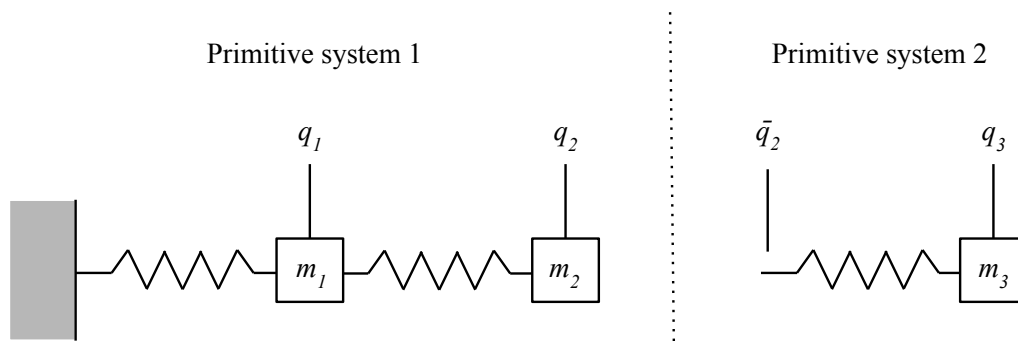 Primitive system 1 Primitive system 2
q₁ q₂ q̄₂ q₃
m₁ m₂ m₃